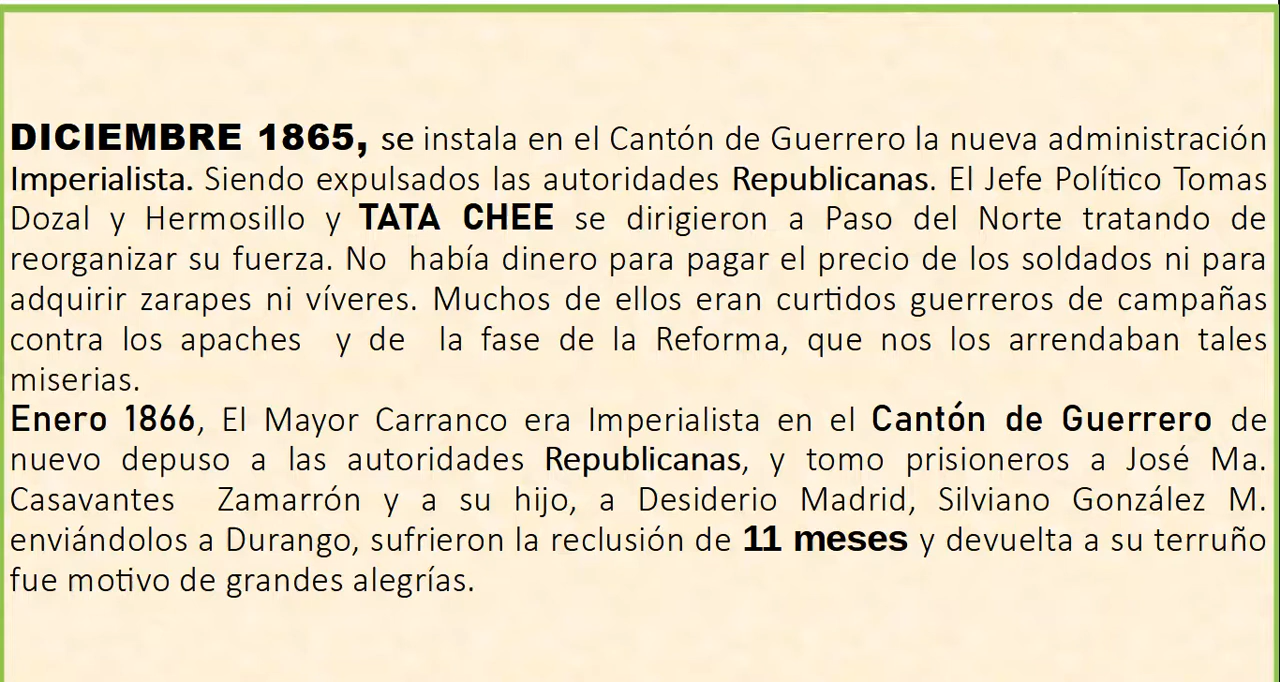 DICIEMBRE 1865, se instala en el Cantón de Guerrero la nueva administración
Imperialista. Siendo expulsados las autoridades Republicanas. El Jefe Político Tomas
Dozal y Hermosillo y TATA CHEE se dirigieron a Paso del Norte tratando de
reorganizar su fuerza. No había dinero para pagar el precio de los soldados ni para
adquirir zarapes ni víveres. Muchos de ellos eran curtidos guerreros de campañas
contra los apaches y de la fase de la Reforma, que nos los arrendaban tales
miserias.
Enero 1866, El Mayor Carranco era Imperialista en el Cantón de Guerrero de
nuevo depuso a las autoridades Republicanas, y tomo prisioneros a José Ma.
Casavantes Zamarrón y a su hijo, a Desiderio Madrid, Silviano González M.
enviándolos a Durango, sufrieron la reclusión de 11 meses y devuelta a su terruño
fue motivo de grandes alegrías.